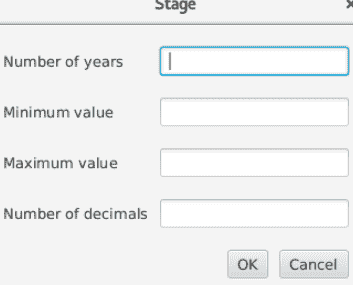 Stage
Number of years
Minimum value
Maximum value
Number of decimals
OK Cancel